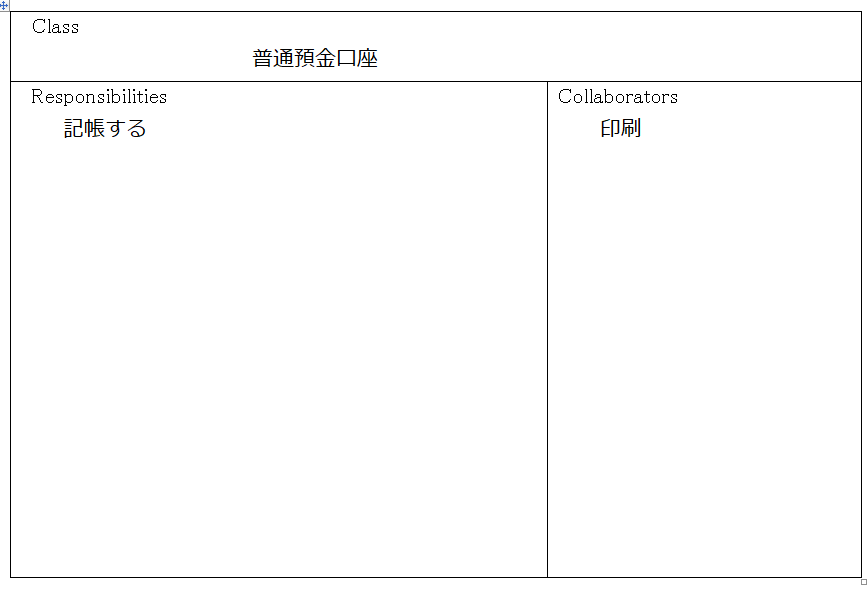 Class
普通預金口座
Responsibilities
記帳する
Collaborators
印刷